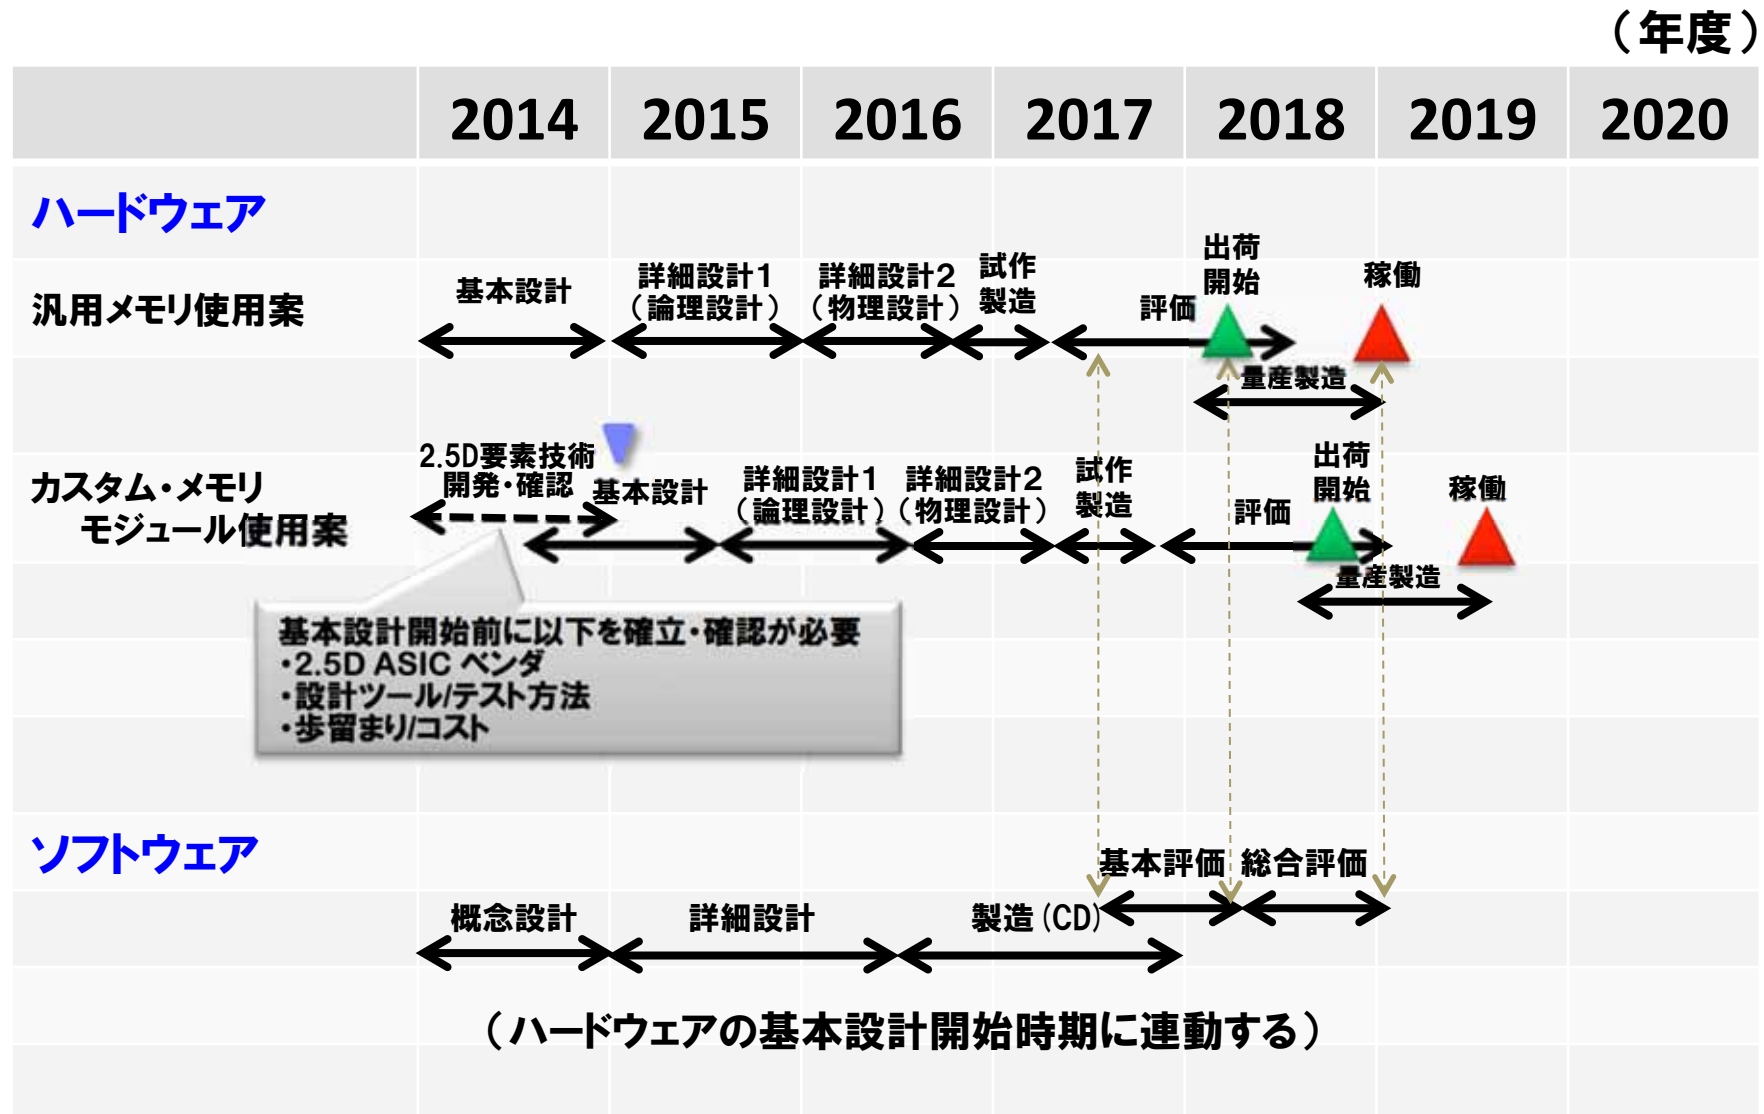 （年度）
2014 2015 2016 2017 2018 2019 2020
ハードウェア
汎用メモリ使用案
基本設計
詳細設計１
（論理設計）
詳細設計２
（物理設計）
試作
製造
評価
出荷
開始
稼働
量産製造
カスタム・メモリ
モジュール使用案
2.5D要素技術
開発・確認
基本設計
詳細設計１
（論理設計）
詳細設計２
（物理設計）
試作
製造
評価
出荷
開始
稼働
量産製造
基本設計開始前に以下を確立・確認が必要
・2.5D ASIC ベンダ
・設計ツール/テスト方法
・歩留まり/コスト
ソフトウェア
概念設計
詳細設計
製造(CD)
基本評価
総合評価
（ハードウェアの基本設計開始時期に連動する）